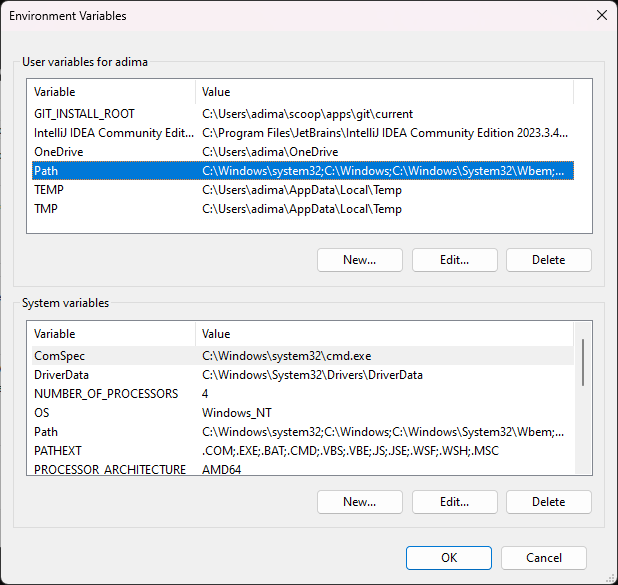 Environment Variables
User variables for adima
Variable Value
GIT_INSTALL_ROOT C:\Users\adima\scoop\apps\git\current
IntelliJ IDEA Community Edit... C:\Program Files\JetBrains\IntelliJ IDEA Community Edition 2023.3.4...
OneDrive C:\Users\adima\OneDrive
Path C:\Windows\system32;C:\Windows;C:\Windows\System32\Wbem;...
TEMP C:\Users\adima\AppData\Local\Temp
TMP C:\Users\adima\AppData\Local\Temp
New... Edit... Delete
System variables
Variable Value
ComSpec C:\Windows\system32\cmd.exe
DriverData C:\Windows\System32\Drivers\DriverData
NUMBER_OF_PROCESSORS 4
OS Windows_NT
Path C:\Windows\system32;C:\Windows;C:\Windows\System32\Wbem;...
PATHEXT .COM;.EXE;.BAT;.CMD;.VBS;.VBE;.JS;.JSE;.WSF;.WSH;.MSC
PROCESSOR_ARCHITECTURE AMD64
New... Edit... Delete
OK Cancel